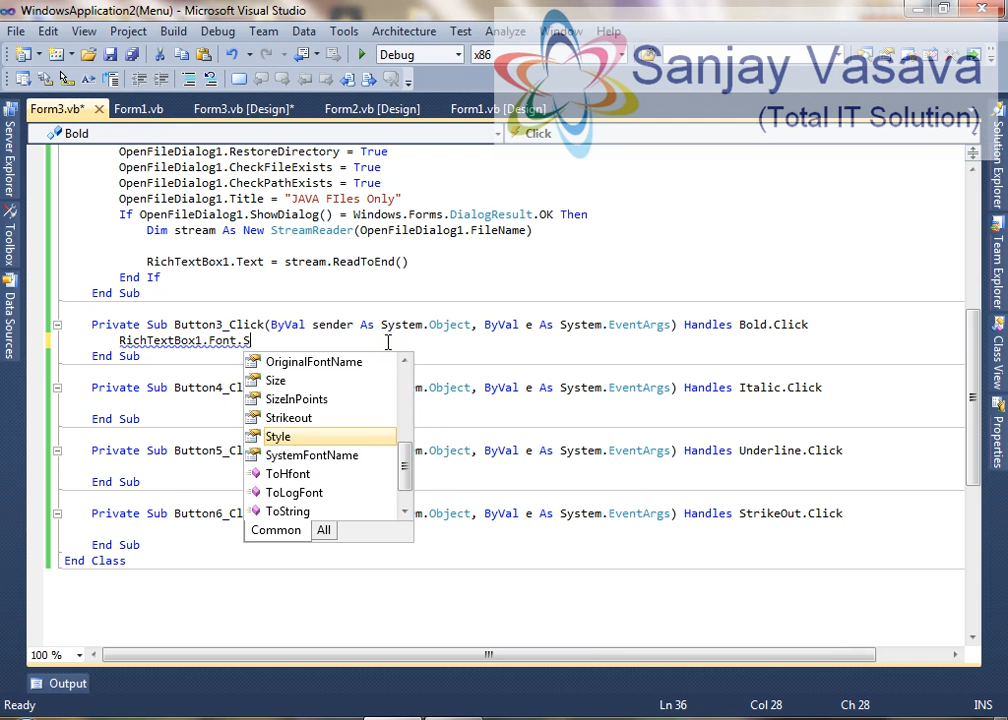 WindowsApplication2(Menu) - Microsoft Visual Studio
File Edit View Project Build Debug Team Data Tools Architecture Test Analyze Window Help
Debug x86
Sanjay Vasava
(Total IT Solution)
Form3.vb* Form1.vb Form3.vb [Design]* Form2.vb [Design] Form1.vb [Design]
Bold Click
OpenFileDialog1.RestoreDirectory = True
OpenFileDialog1.CheckFileExists = True
OpenFileDialog1.CheckPathExists = True
OpenFileDialog1.Title = "JAVA FIles Only"
If OpenFileDialog1.ShowDialog() = Windows.Forms.DialogResult.OK Then
Dim stream As New StreamReader(OpenFileDialog1.FileName)
RichTextBox1.Text = stream.ReadToEnd()
End If
End Sub
Private Sub Button3_Click(ByVal sender As System.Object, ByVal e As System.EventArgs) Handles Bold.Click
RichTextBox1.Font.S
End Sub
Private Sub Button4_Cl m.Object, ByVal e As System.EventArgs) Handles Italic.Click
End Sub
Private Sub Button5_Cl m.Object, ByVal e As System.EventArgs) Handles Underline.Click
End Sub
Private Sub Button6_Cl m.Object, ByVal e As System.EventArgs) Handles StrikeOut.Click
End Sub
End Class
OriginalFontName
Size
SizeInPoints
Strikeout
Style
SystemFontName
ToHfont
ToLogFont
ToString
Common All
Server Explorer
Toolbox
Data Sources
Solution Explorer
Team Explorer
Class View
Properties
100 %
Output
Ready Ln 36 Col 28 Ch 28 INS